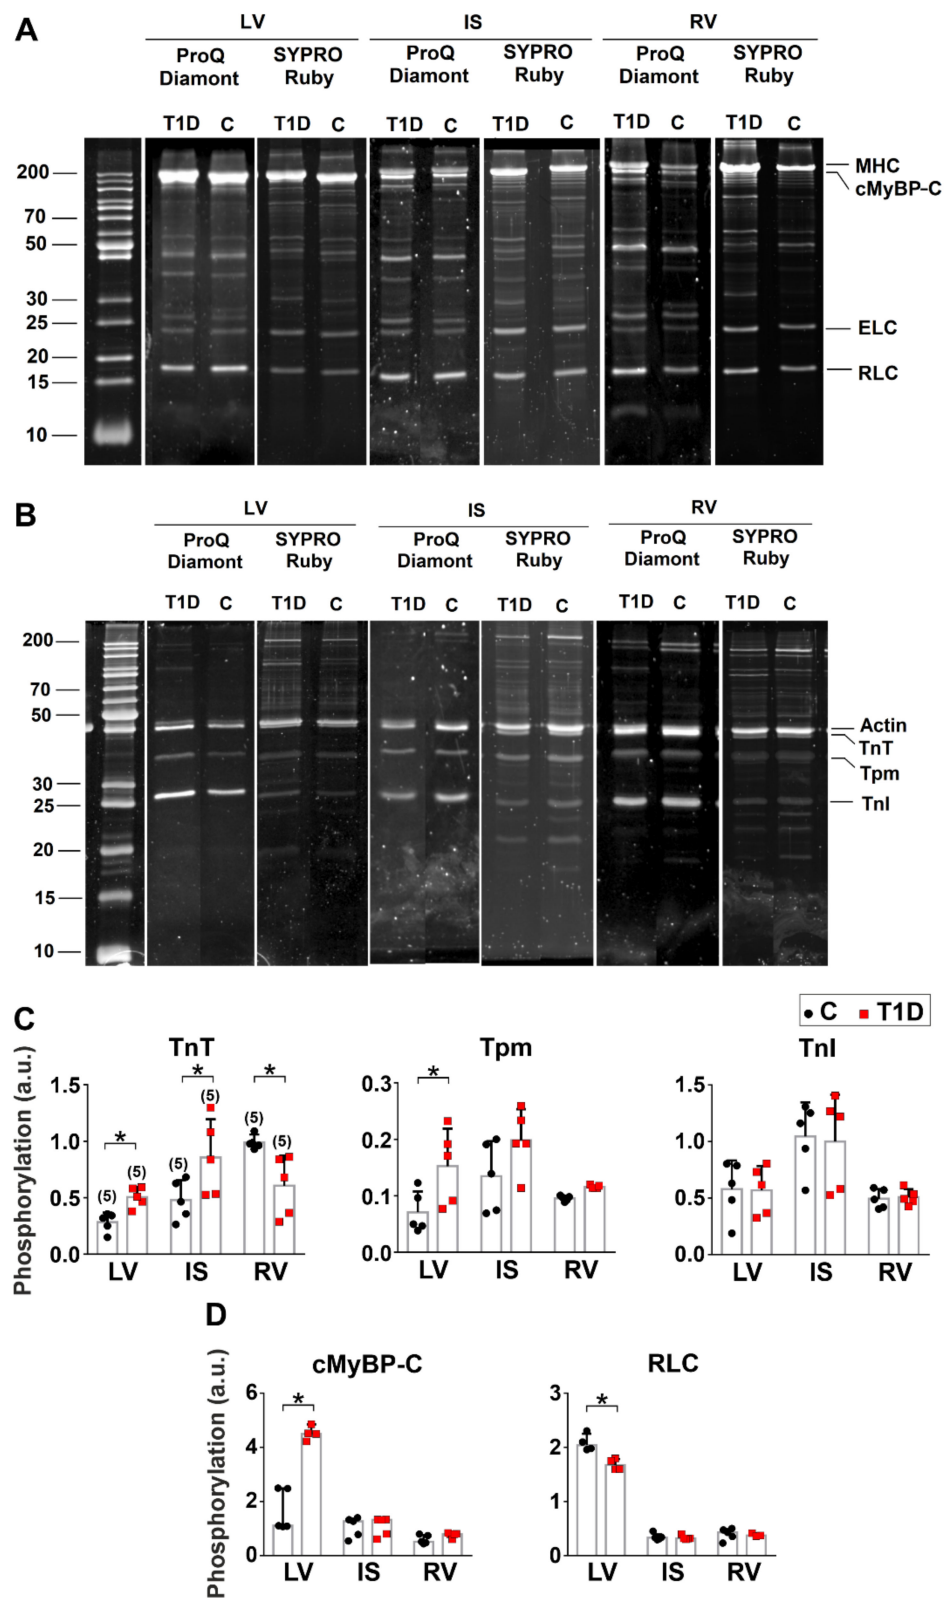 A
LV IS RV
ProQ SYPRO ProQ SYPRO ProQ SYPRO
Diamont Ruby Diamont Ruby Diamont Ruby
T1D C T1D C T1D C T1D C T1D C T1D C
200 MHC
cMyBP-C
70
50
30
25 ELC
20
15 RLC
10
B
LV IS RV
ProQ SYPRO ProQ SYPRO ProQ SYPRO
Diamont Ruby Diamont Ruby Diamont Ruby
T1D C T1D C T1D C T1D C T1D C T1D C
200
70
50 Actin
TnT
Tpm
30
25 TnI
20
15
10
C
C T1D
Phosphorylation (a.u.)
TnT
1.5
1.0
0.5
0.0
(5) * (5) (5) * (5) (5) * (5)
LV IS RV
Tpm
0.3
0.2
0.1
0.0
*
LV IS RV
TnI
1.5
1.0
0.5
0.0
LV IS RV
D
Phosphorylation (a.u.)
cMyBP-C
6
4
2
0
*
LV IS RV
RLC
3
2
1
0
*
LV IS RV